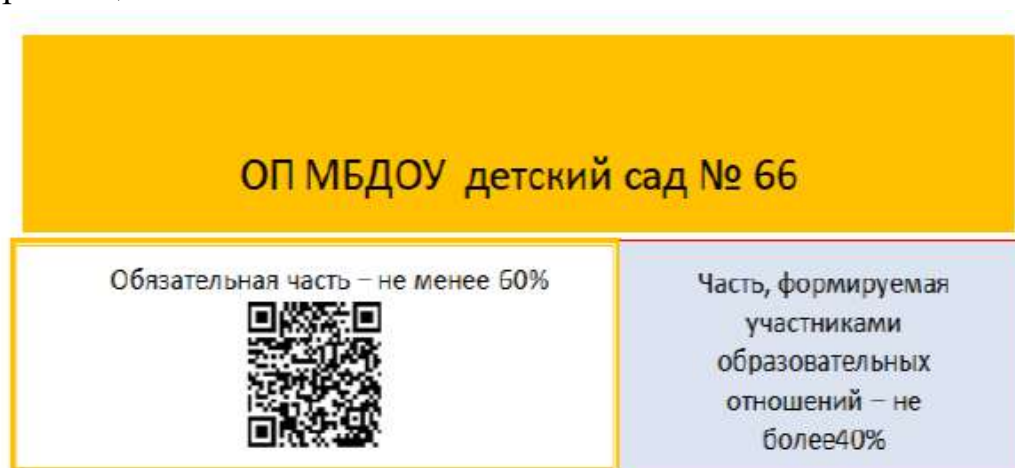 ОП МБДОУ детский сад № 66
Обязательная часть – не менее 60%
Часть, формируемая
участниками
образовательных
отношений – не
более40%